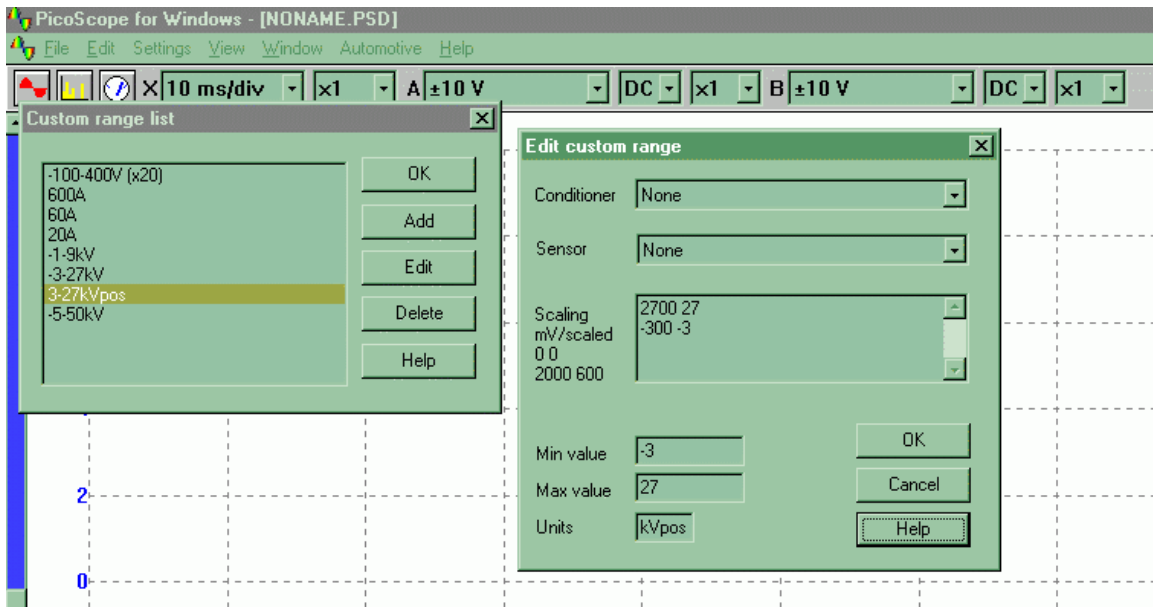 PicoScope for Windows - [NONAME.PSD]
File Edit Settings View Window Automotive Help
X 10 ms/div x1 A ±10 V DC x1 B ±10 V DC x1
Custom range list
-100-400V (x20)
600A
60A
20A
-1-9kV
-3-27kV
3-27kVpos
-5-50kV
OK
Add
Edit
Delete
Help
Edit custom range
Conditioner None
Sensor None
Scaling
mV/scaled
0 0
2000 600
2700 27
-300 -3
Min value -3
Max value 27
Units kVpos
OK
Cancel
Help
2
0